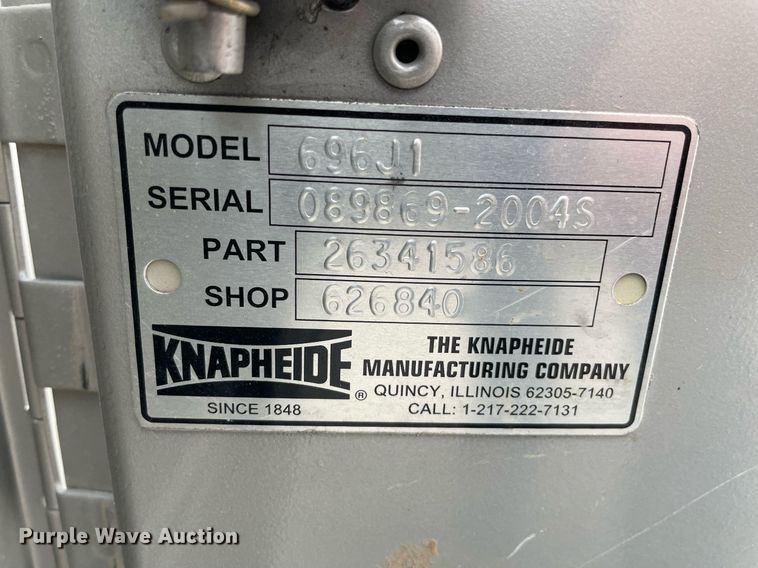 MODEL 696J1
SERIAL 089869-2004S
PART 26341586
SHOP 626840
KNAPHEIDE ®
SINCE 1848
THE KNAPHEIDE
MANUFACTURING COMPANY
QUINCY, ILLINOIS 62305-7140
CALL: 1-217-222-7131
Purple Wave Auction